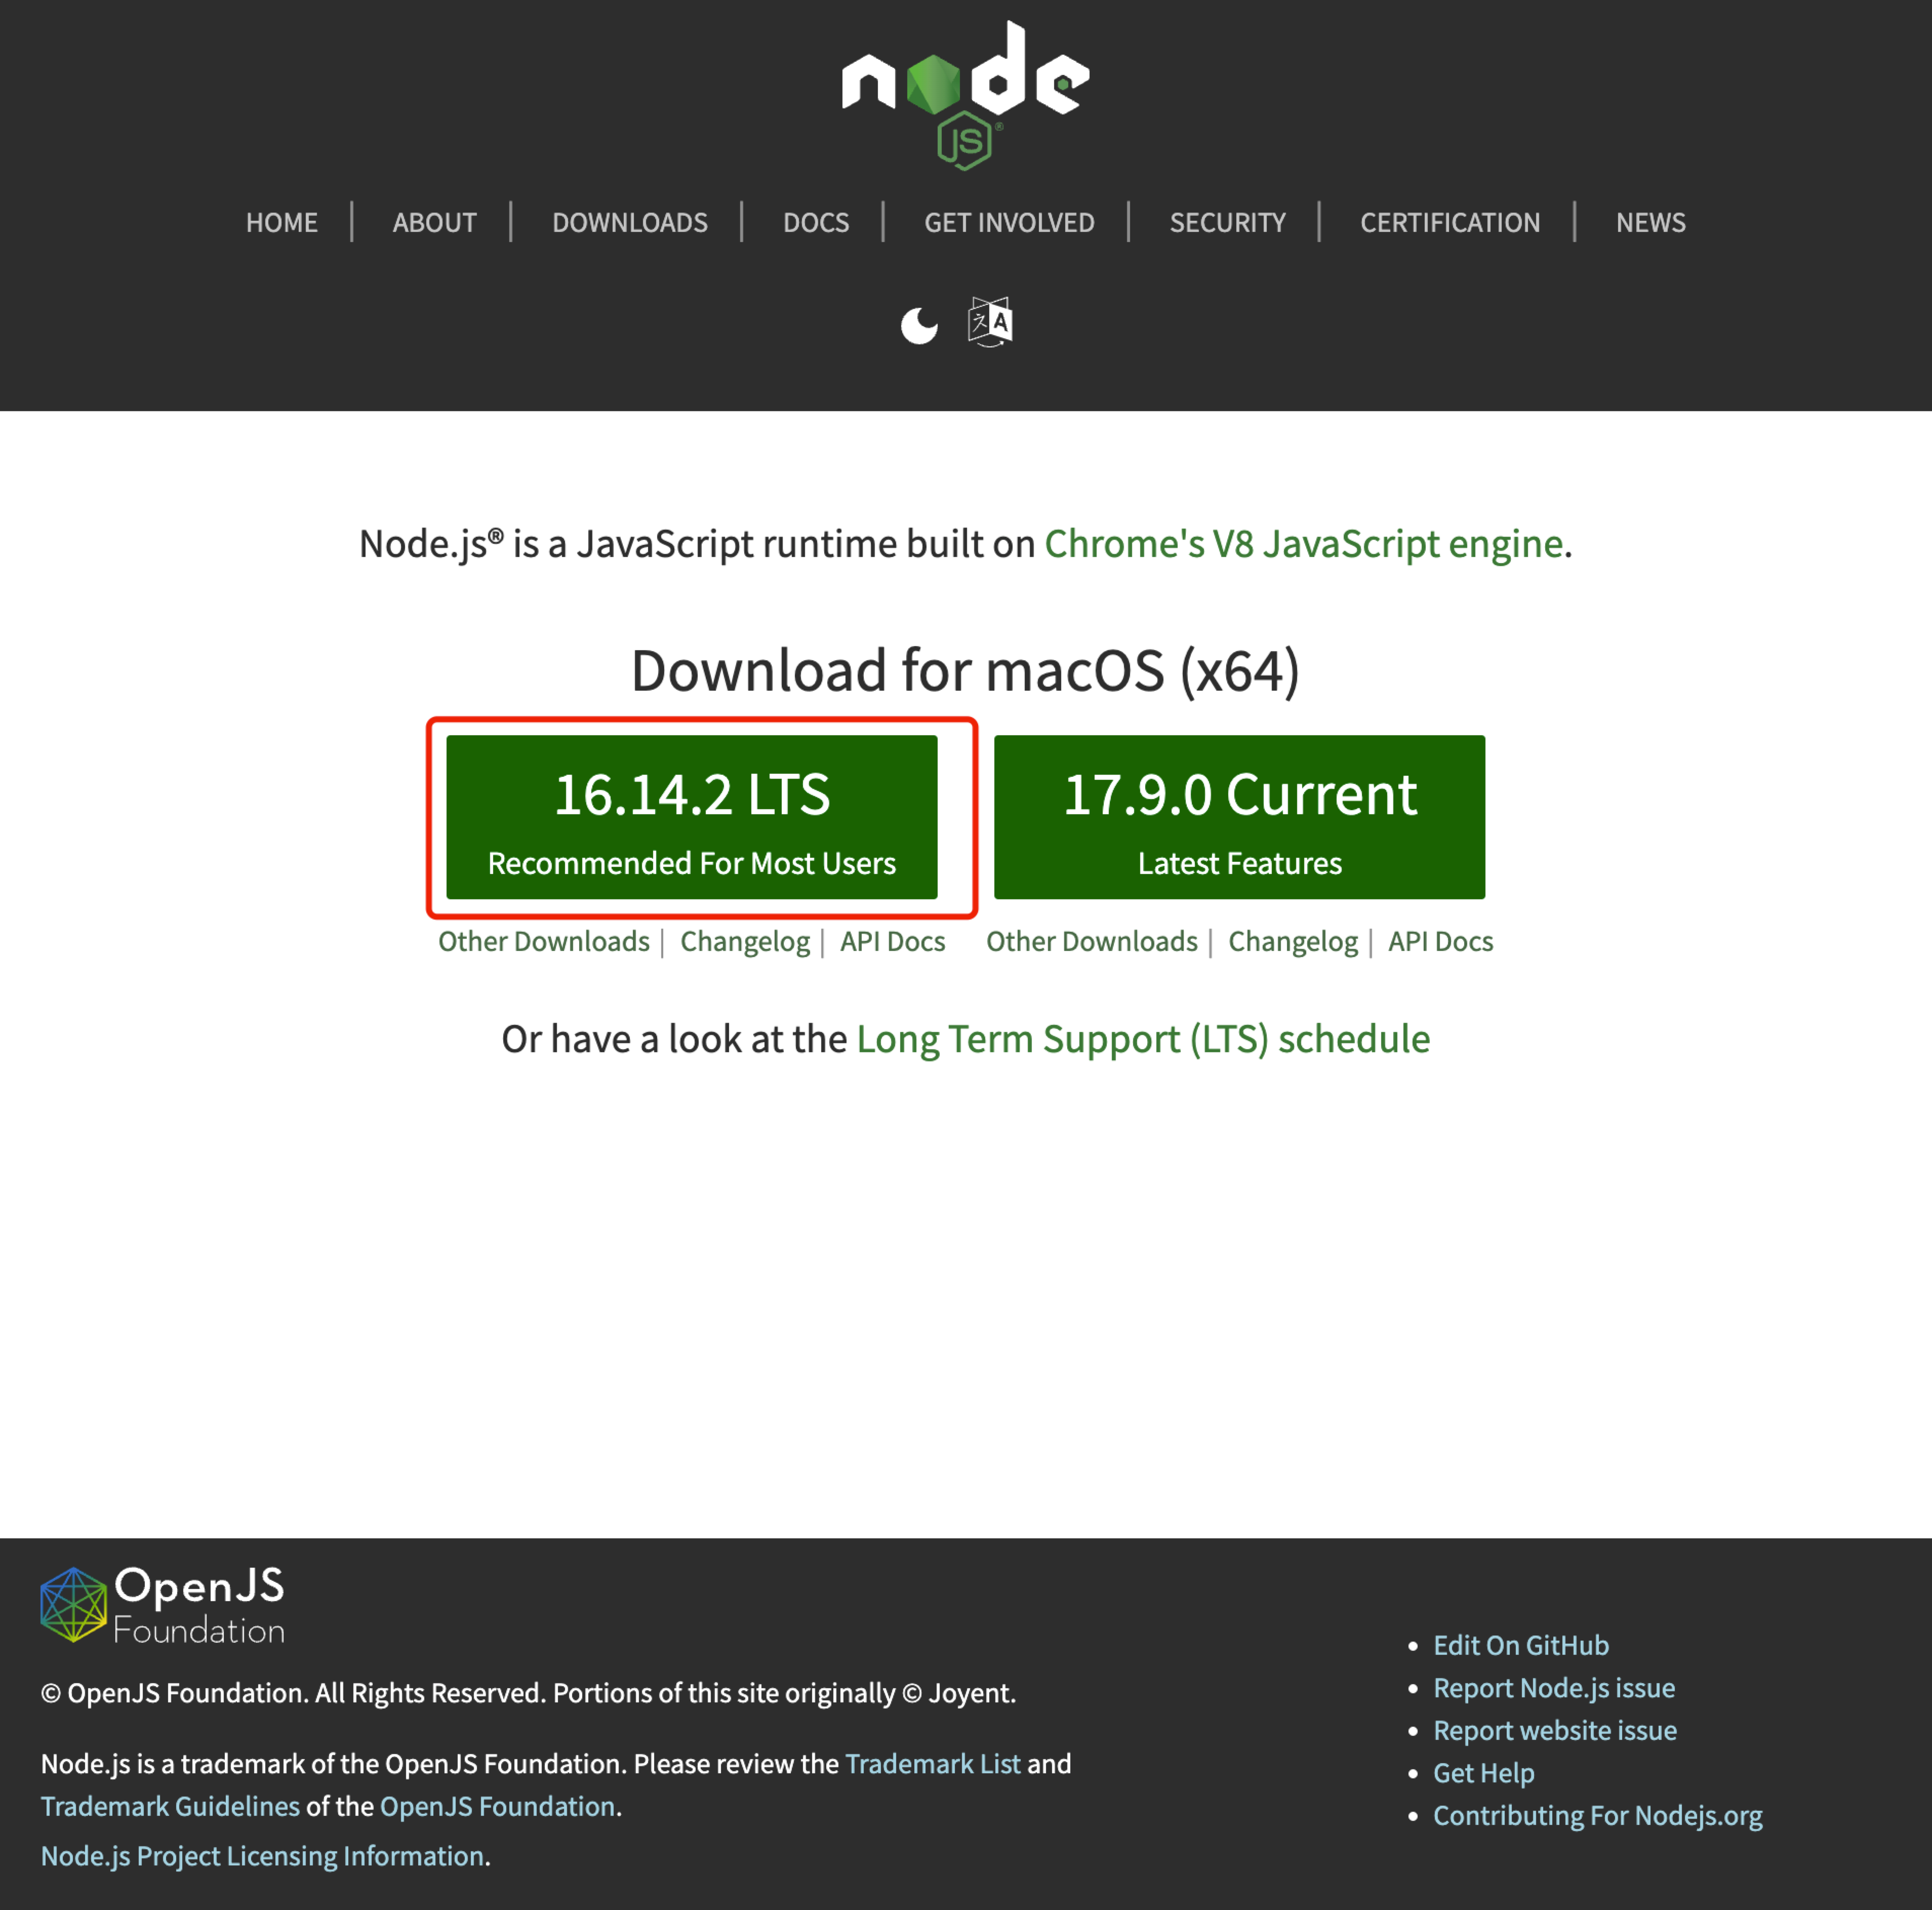 node
JS ®
HOME | ABOUT | DOWNLOADS | DOCS | GET INVOLVED | SECURITY | CERTIFICATION | NEWS
文 A
Node.js® is a JavaScript runtime built on Chrome's V8 JavaScript engine.
Download for macOS (x64)
16.14.2 LTS
Recommended For Most Users
17.9.0 Current
Latest Features
Other Downloads | Changelog | API Docs
Other Downloads | Changelog | API Docs
Or have a look at the Long Term Support (LTS) schedule
OpenJS
Foundation
© OpenJS Foundation. All Rights Reserved. Portions of this site originally © Joyent.
Node.js is a trademark of the OpenJS Foundation. Please review the Trademark List and
Trademark Guidelines of the OpenJS Foundation.
Node.js Project Licensing Information.
• Edit On GitHub
• Report Node.js issue
• Report website issue
• Get Help
• Contributing For Nodejs.org